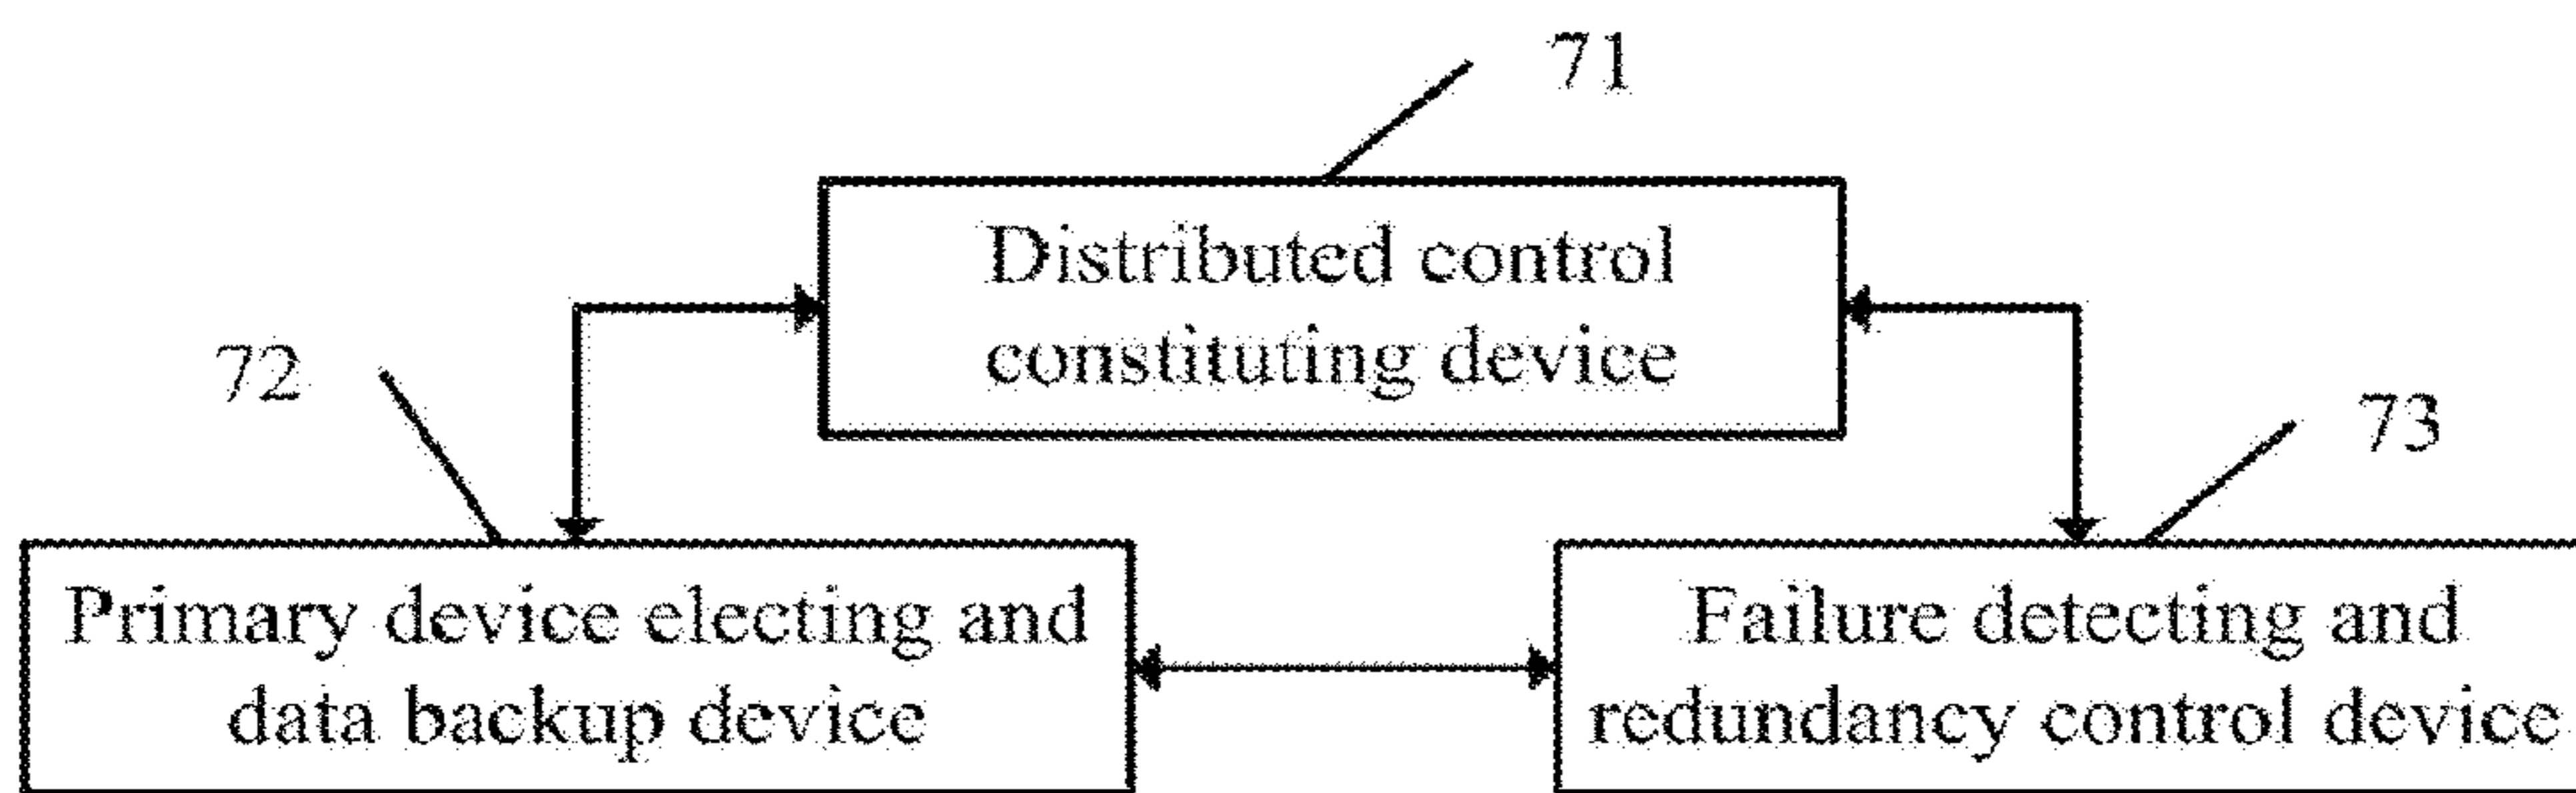 71
Distributed control
constituting device
72
73
Primary device electing and
data backup device
Failure detecting and
redundancy control device